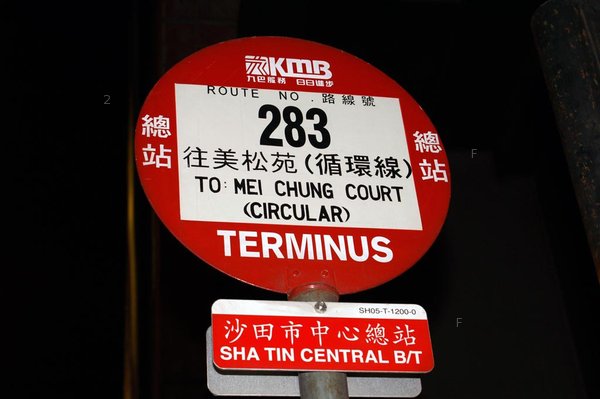 KMB
九巴服務 日日進步
ROUTE NO. 路線號
283
總站
往美松苑(循環線)
總站
TO: MEI CHUNG COURT
(CIRCULAR)
TERMINUS
SH05-T-1200-0
沙田市中心總站
SHA TIN CENTRAL B/T
2
F
F